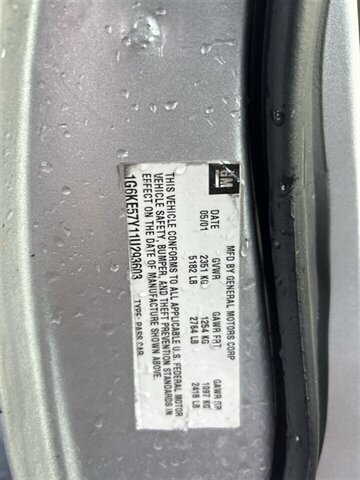 GM
MFD BY GENERAL MOTORS CORP
DATE GVWR GAWR FRT GAWR RR
05/01 2351 KG 1254 KG 1097 KG
5182 LB 2764 LB 2418 LB
THIS VEHICLE CONFORMS TO ALL APPLICABLE U.S. FEDERAL MOTOR
VEHICLE SAFETY, BUMPER, AND THEFT PREVENTION STANDARDS IN
EFFECT ON THE DATE OF MANUFACTURE SHOWN ABOVE.
1G6KE57Y11U293603 TYPE: PASS CAR